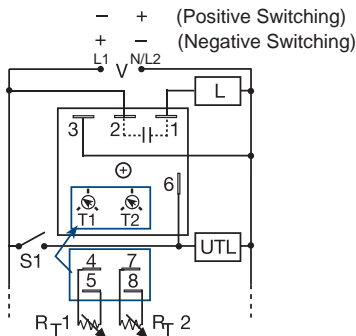 − + (Positive Switching)
+ − (Negative Switching)
L1 V N/L2
L
3 2 1
6
T1 T2
S1
UTL
4 7
5 8
RT1 RT2